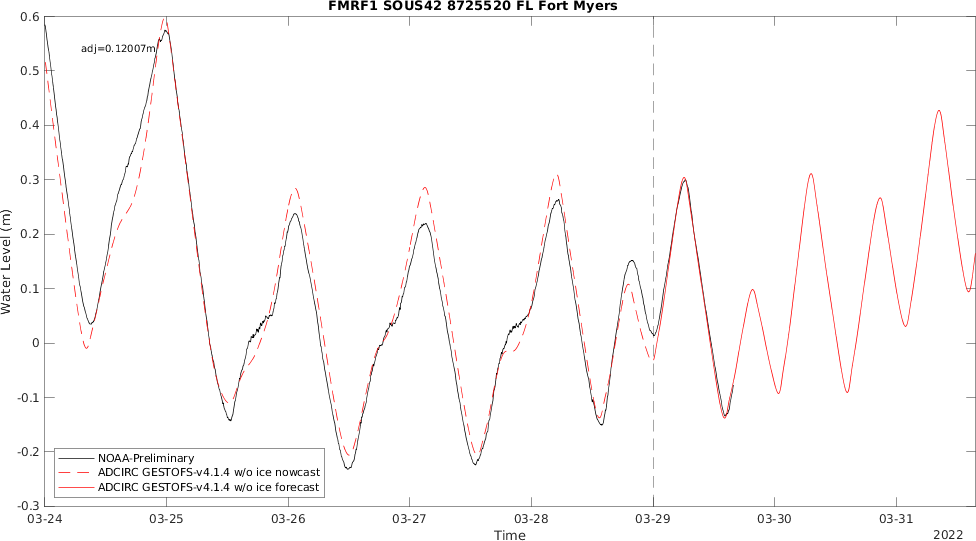 FMRF1 SOUS42 8725520 FL Fort Myers
adj=0.12007m
0.6
0.5
0.4
0.3
0.2
0.1
0
-0.1
-0.2
-0.3
Water Level (m)
NOAA-Preliminary
ADCIRC GESTOFS-v4.1.4 w/o ice nowcast
ADCIRC GESTOFS-v4.1.4 w/o ice forecast
03-24 03-25 03-26 03-27 03-28 03-29 03-30 03-31
Time
2022